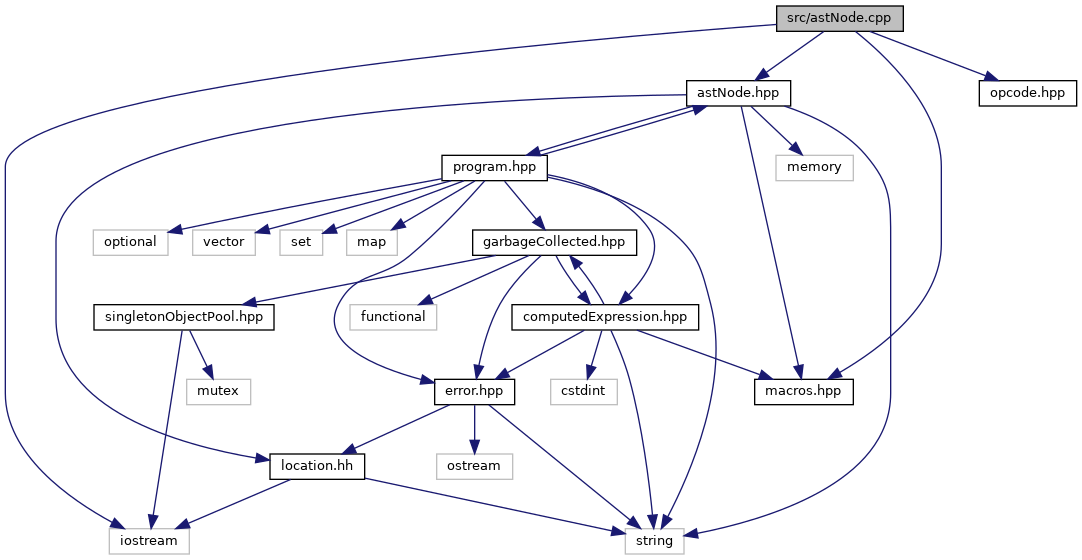 src/astNode.cpp
astNode.hpp
opcode.hpp
program.hpp
memory
optional
vector
set
map
garbageCollected.hpp
singletonObjectPool.hpp
functional
computedExpression.hpp
mutex
error.hpp
cstdint
macros.hpp
location.hh
ostream
iostream
string